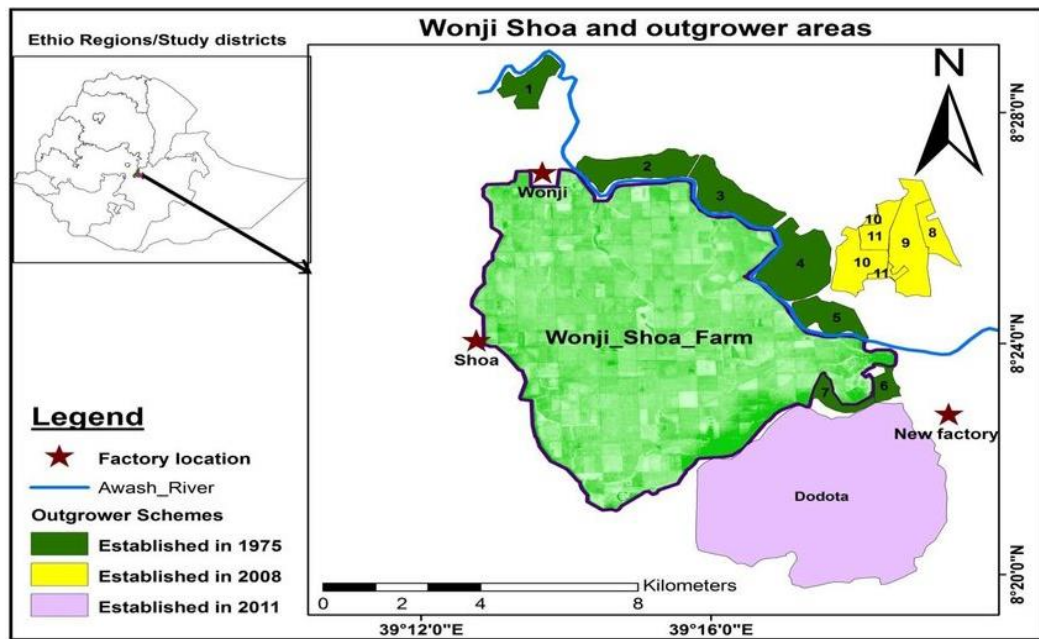 Wonji Shoa and outgrower areas
Ethio Regions/Study districts
N
1
2
3
4
5
6
7
8
9
10
11
10
11
Wonji
Shoa
Wonji_Shoa_Farm
New factory
Dodota
8°28'0"N
8°24'0"N
8°20'0"N
Legend
Factory location
Awash_River
Outgrower Schemes
Established in 1975
Established in 2008
Established in 2011
Kilometers
0 2 4 8
39°12'0"E 39°16'0"E